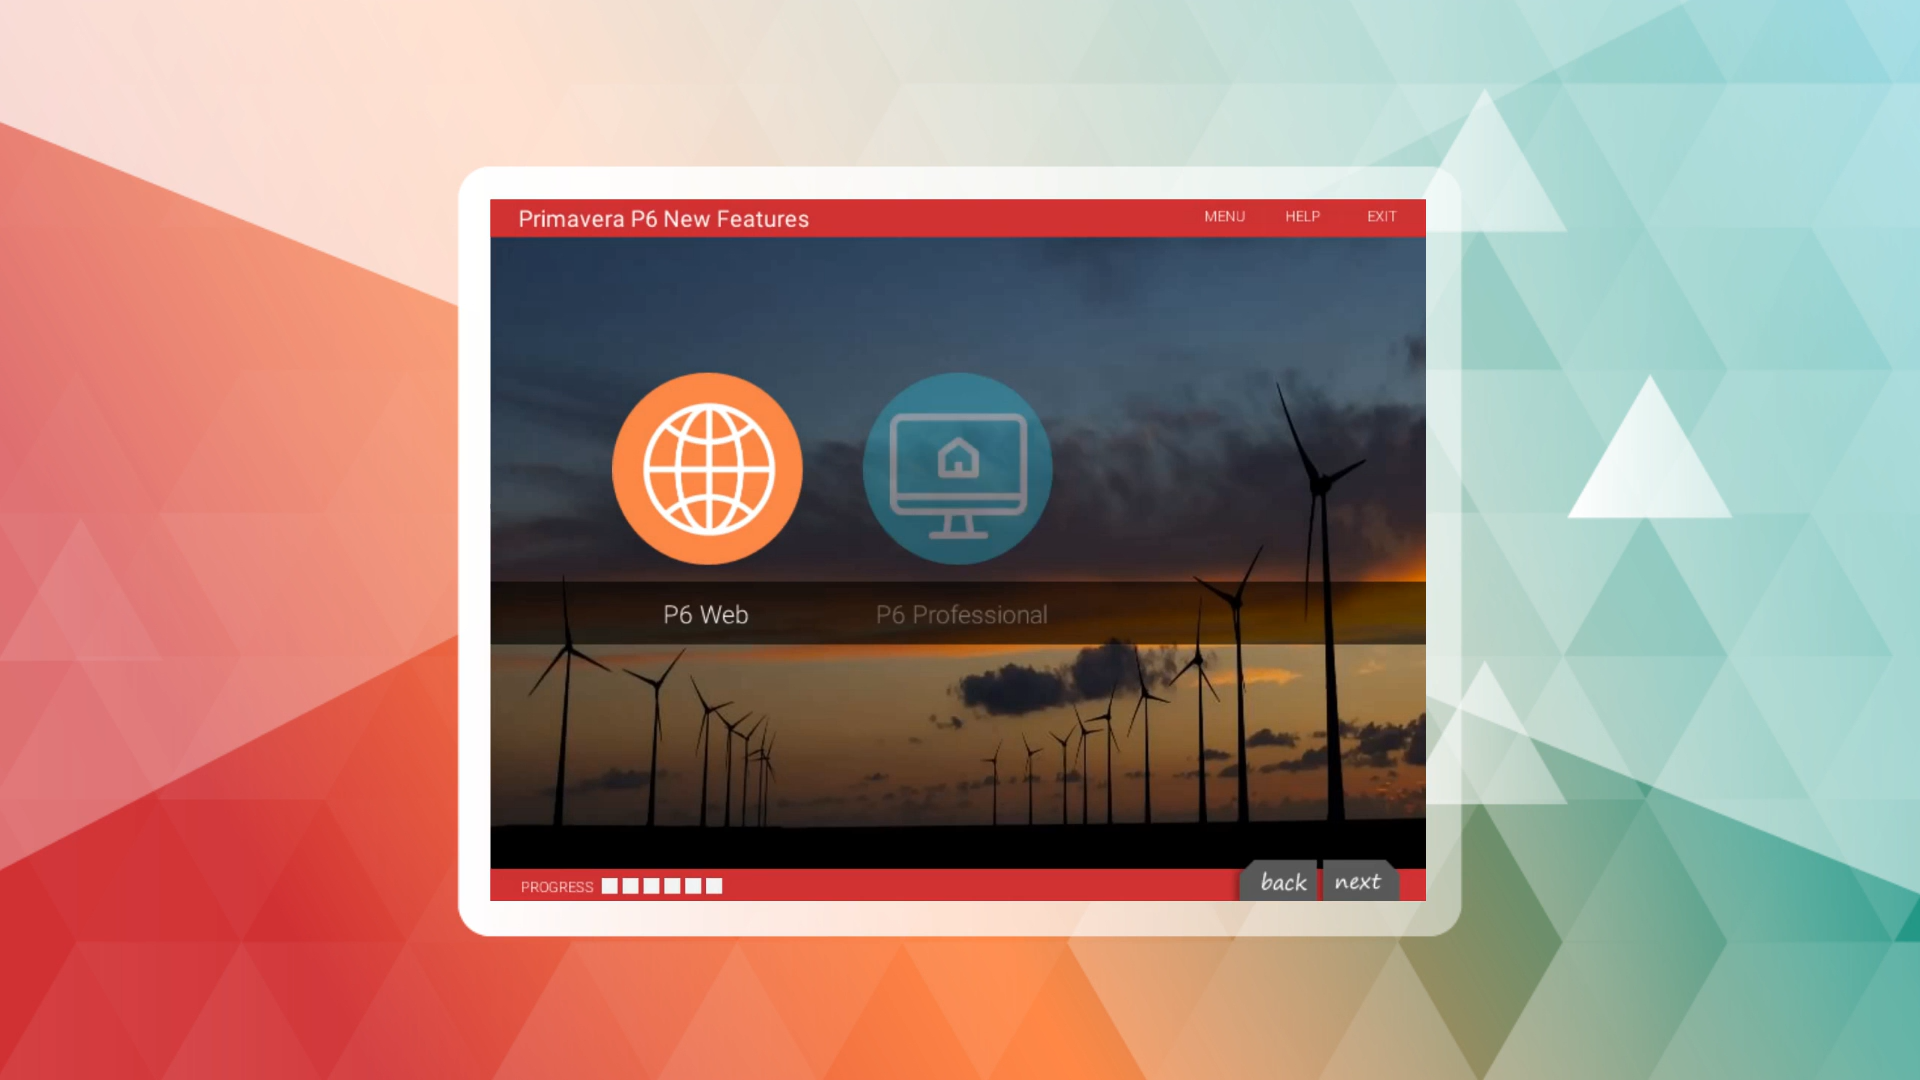 Primavera P6 New Features
MENU HELP EXIT
P6 Web
P6 Professional
PROGRESS
back next